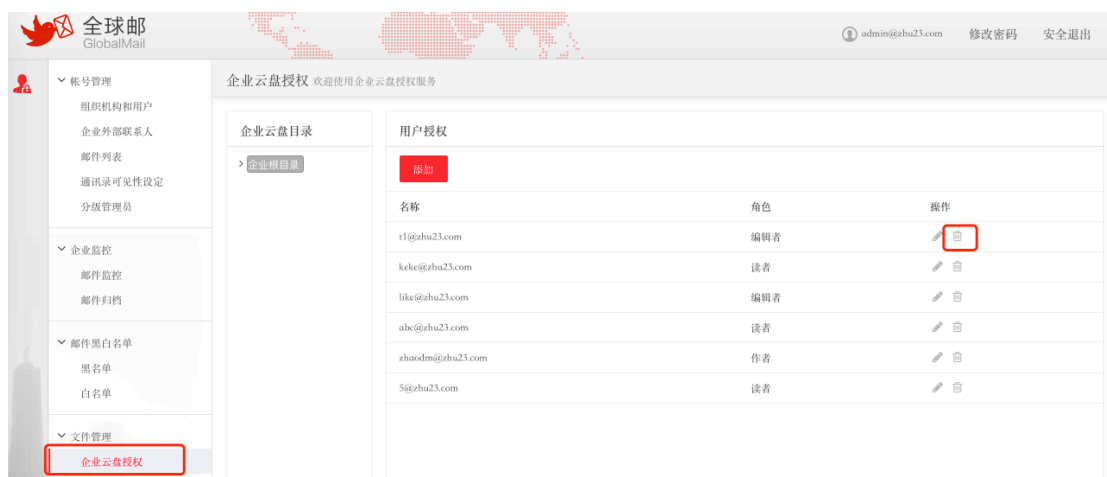 全球邮
GlobalMail
admin@zhu23.com 修改密码 安全退出
帐号管理
组织机构和用户
企业外部联系人
邮件列表
通讯录可见性设定
分级管理员
企业监控
邮件监控
邮件归档
邮件黑白名单
黑名单
白名单
文件管理
企业云盘授权
企业云盘授权 欢迎使用企业云盘授权服务
企业云盘目录
企业根目录
用户授权
添加
名称 角色 操作
t1@zhu23.com 编辑者
keke@zhu23.com 读者
like@zhu23.com 编辑者
abc@zhu23.com 读者
zhaodm@zhu23.com 作者
5@zhu23.com 读者